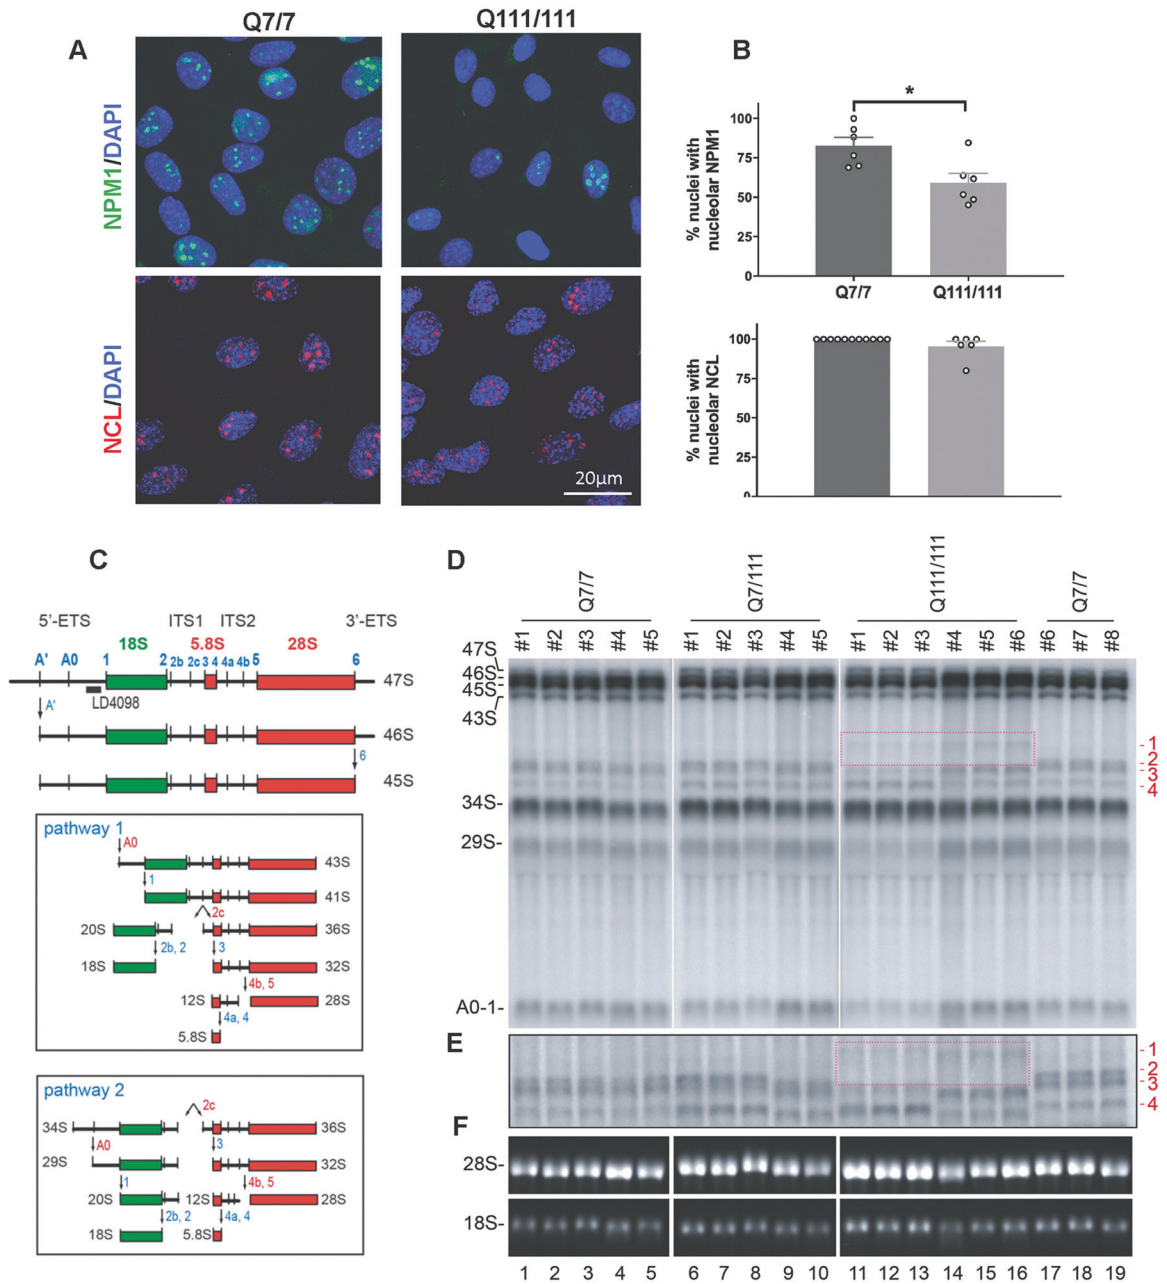 A
Q7/7
Q111/111
NPM1/DAPI
NCL/DAPI
20μm
B
*
% nuclei with
nucleolar NPM1
100
75
50
25
0
Q7/7
Q111/111
% nuclei with
nucleolar NCL
100
75
50
25
0
C
5'-ETS
ITS1
ITS2
3'-ETS
18S
5.8S
28S
A'
A0
1
2
2b
2c
3
4
4a
4b
5
6
47S
LD4098
A'
46S
6
45S
pathway 1
A0
43S
1
41S
2c
20S
36S
2b, 2
3
18S
32S
4b, 5
12S
28S
4a, 4
5.8S
pathway 2
2c
34S
36S
A0
3
29S
32S
1
4b, 5
20S
12S
28S
2b, 2
4a, 4
18S
5.8S
D
Q7/7
Q7/111
Q111/111
Q7/7
#1 #2 #3 #4 #5
#1 #2 #3 #4 #5
#1 #2 #3 #4 #5 #6
#6 #7 #8
47S
46S
45S
43S
34S-
29S-
A0-1-
-1
-2
-3
-4
E
-1
-2
-3
-4
F
28S-
18S-
1 2 3 4 5 6 7 8 9 10 11 12 13 14 15 16 17 18 19